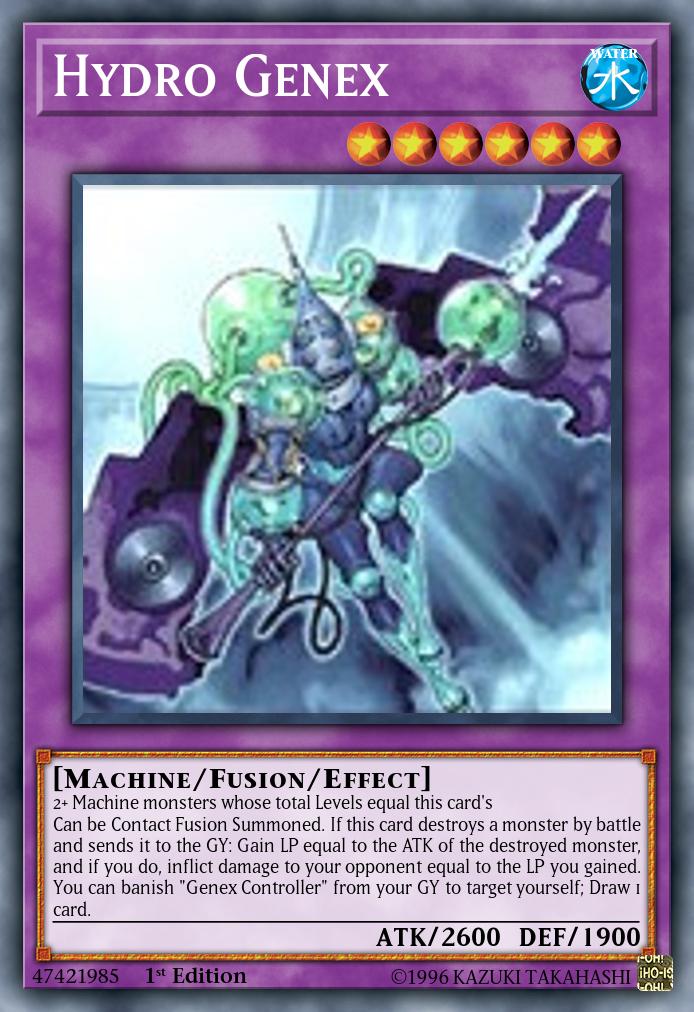 HYDRO GENEX
WATER
水
[MACHINE/FUSION/EFFECT]
2+ Machine monsters whose total Levels equal this card's
Can be Contact Fusion Summoned. If this card destroys a monster by battle
and sends it to the GY: Gain LP equal to the ATK of the destroyed monster,
and if you do, inflict damage to your opponent equal to the LP you gained.
You can banish "Genex Controller" from your GY to target yourself; Draw 1
card.
ATK/2600 DEF/1900
47421985 1st Edition ©1996 KAZUKI TAKAHASHI